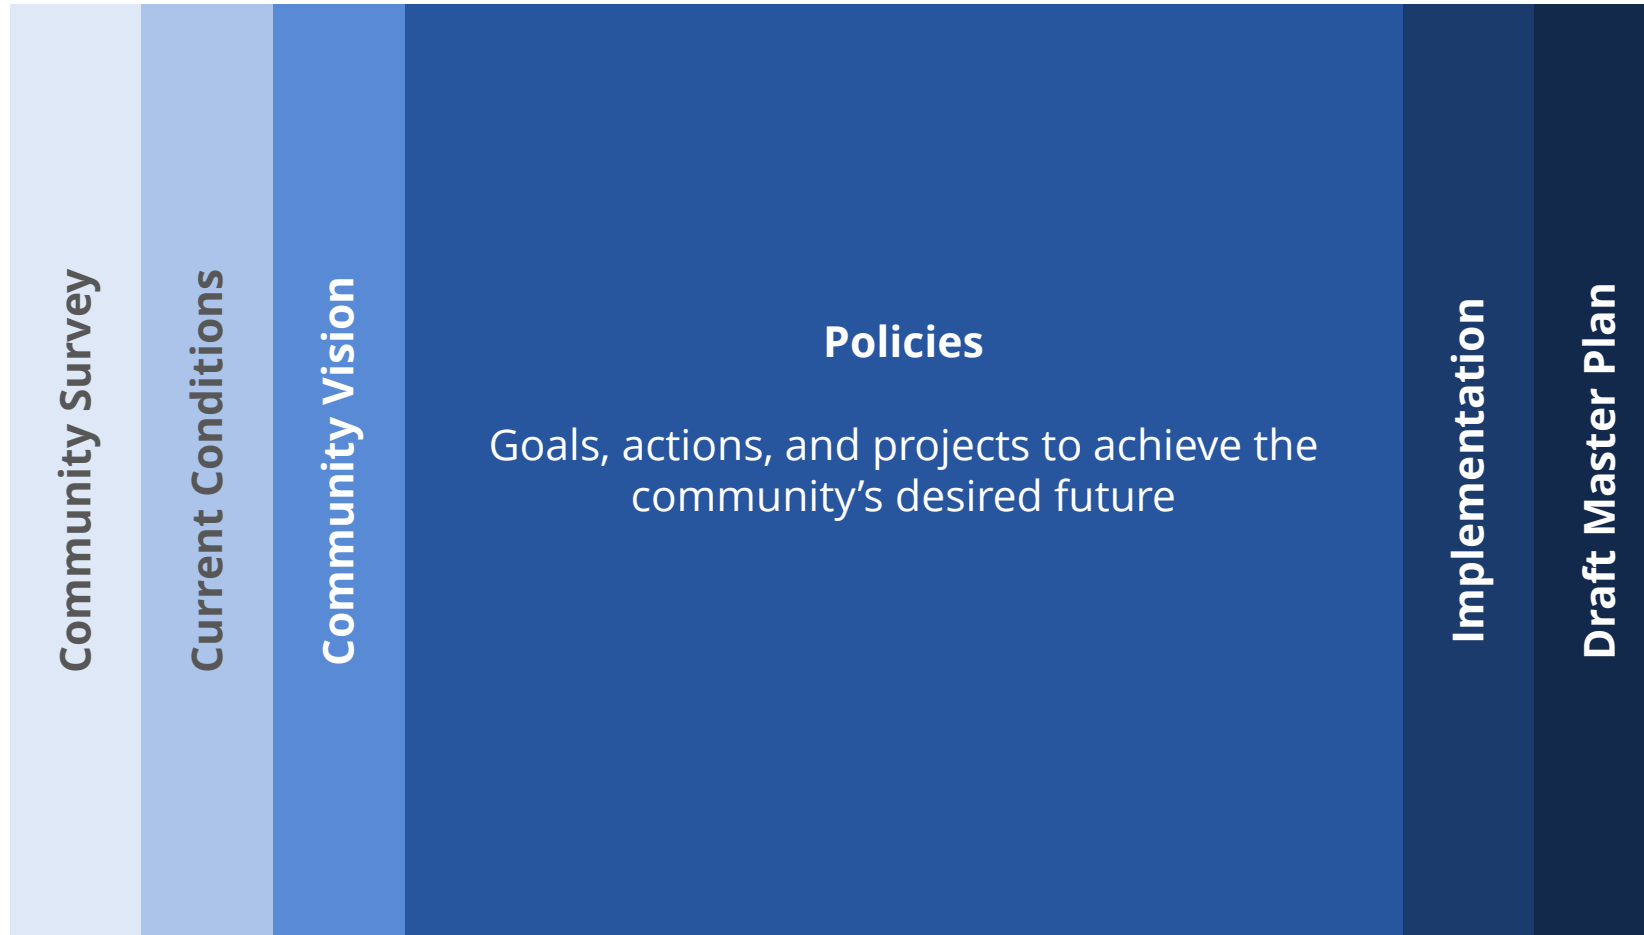 Community Survey
Current Conditions
Community Vision
Policies
Goals, actions, and projects to achieve the
community’s desired future
Implementation
Draft Master Plan